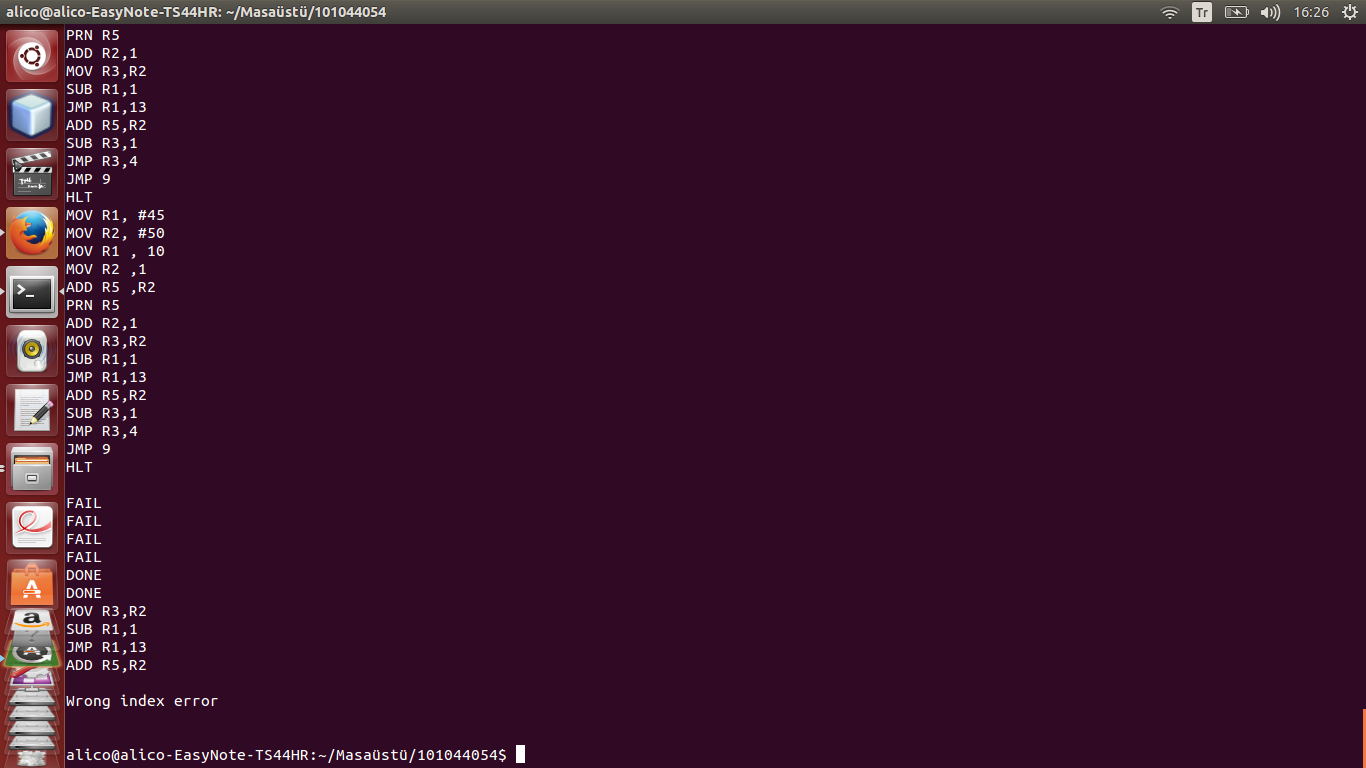 alico@alico-EasyNote-TS44HR: ~/Masaüstü/101044054
Tr
16:26
PRN R5
ADD R2,1
MOV R3,R2
SUB R1,1
JMP R1,13
ADD R5,R2
SUB R3,1
JMP R3,4
JMP 9
HLT
MOV R1, #45
MOV R2, #50
MOV R1 , 10
MOV R2 ,1
ADD R5 ,R2
PRN R5
ADD R2,1
MOV R3,R2
SUB R1,1
JMP R1,13
ADD R5,R2
SUB R3,1
JMP R3,4
JMP 9
HLT
FAIL
FAIL
FAIL
FAIL
DONE
DONE
MOV R3,R2
SUB R1,1
JMP R1,13
ADD R5,R2
Wrong index error
alico@alico-EasyNote-TS44HR:~/Masaüstü/101044054$